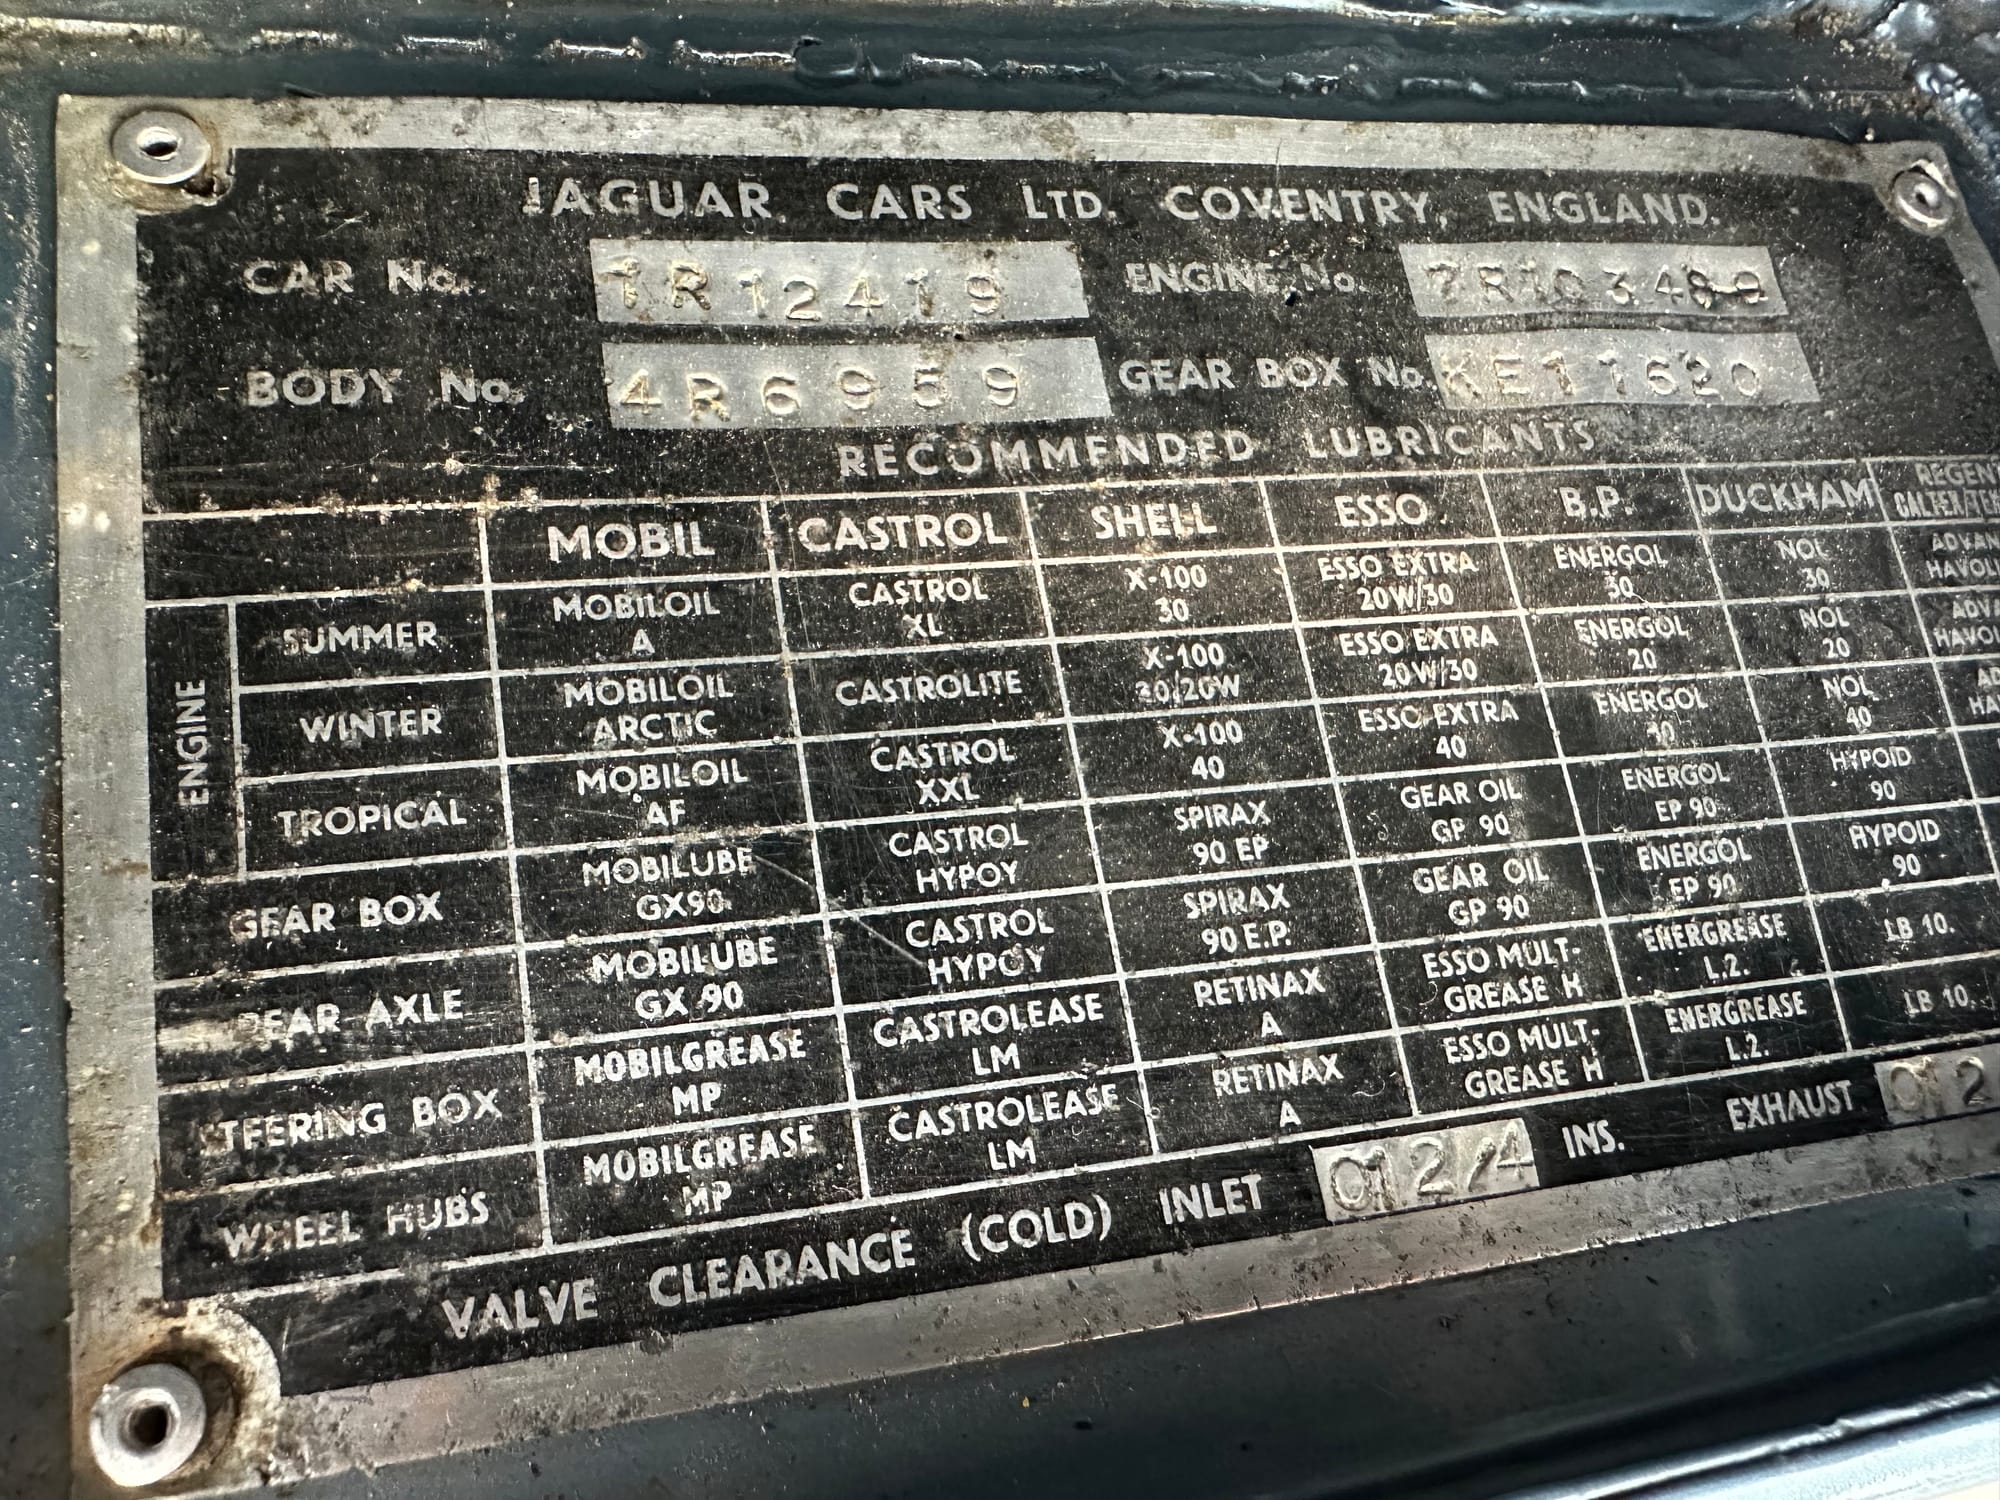 JAGUAR CARS LTD. COVENTRY, ENGLAND.
CAR No. 1R12419 ENGINE No.
BODY No. 4R6959 GEAR BOX No. KE11620
RECOMMENDED LUBRICANTS
MOBIL CASTROL SHELL ESSO B.P. DUCKHAM REGENT
ENGINE
SUMMER MOBILOIL A CASTROL XL X-100 30 ESSO EXTRA 20W/30 ENERGOL 30 NOL 30
WINTER MOBILOIL ARCTIC CASTROLITE X-100 20/20W ESSO EXTRA 20W/30 ENERGOL 20 NOL 20
TROPICAL MOBILOIL AF CASTROL XXL X-100 40 ESSO EXTRA 40 ENERGOL NOL 40
GEAR BOX MOBILUBE GX90 CASTROL HYPOY SPIRAX 90 EP GEAR OIL GP 90 ENERGOL EP 90 HYPOID 90
REAR AXLE MOBILUBE GX 90 CASTROL HYPOY SPIRAX 90 E.P. GEAR OIL GP 90 ENERGOL EP 90 HYPOID 90
STEERING BOX MOBILGREASE MP CASTROLEASE LM RETINAX A ESSO MULT-GREASE H ENERGREASE L.2. LB 10.
WHEEL HUBS MOBILGREASE MP CASTROLEASE LM RETINAX A ESSO MULT-GREASE H ENERGREASE L.2. LB 10.
VALVE CLEARANCE (COLD) INLET 012/4 INS. EXHAUST 012